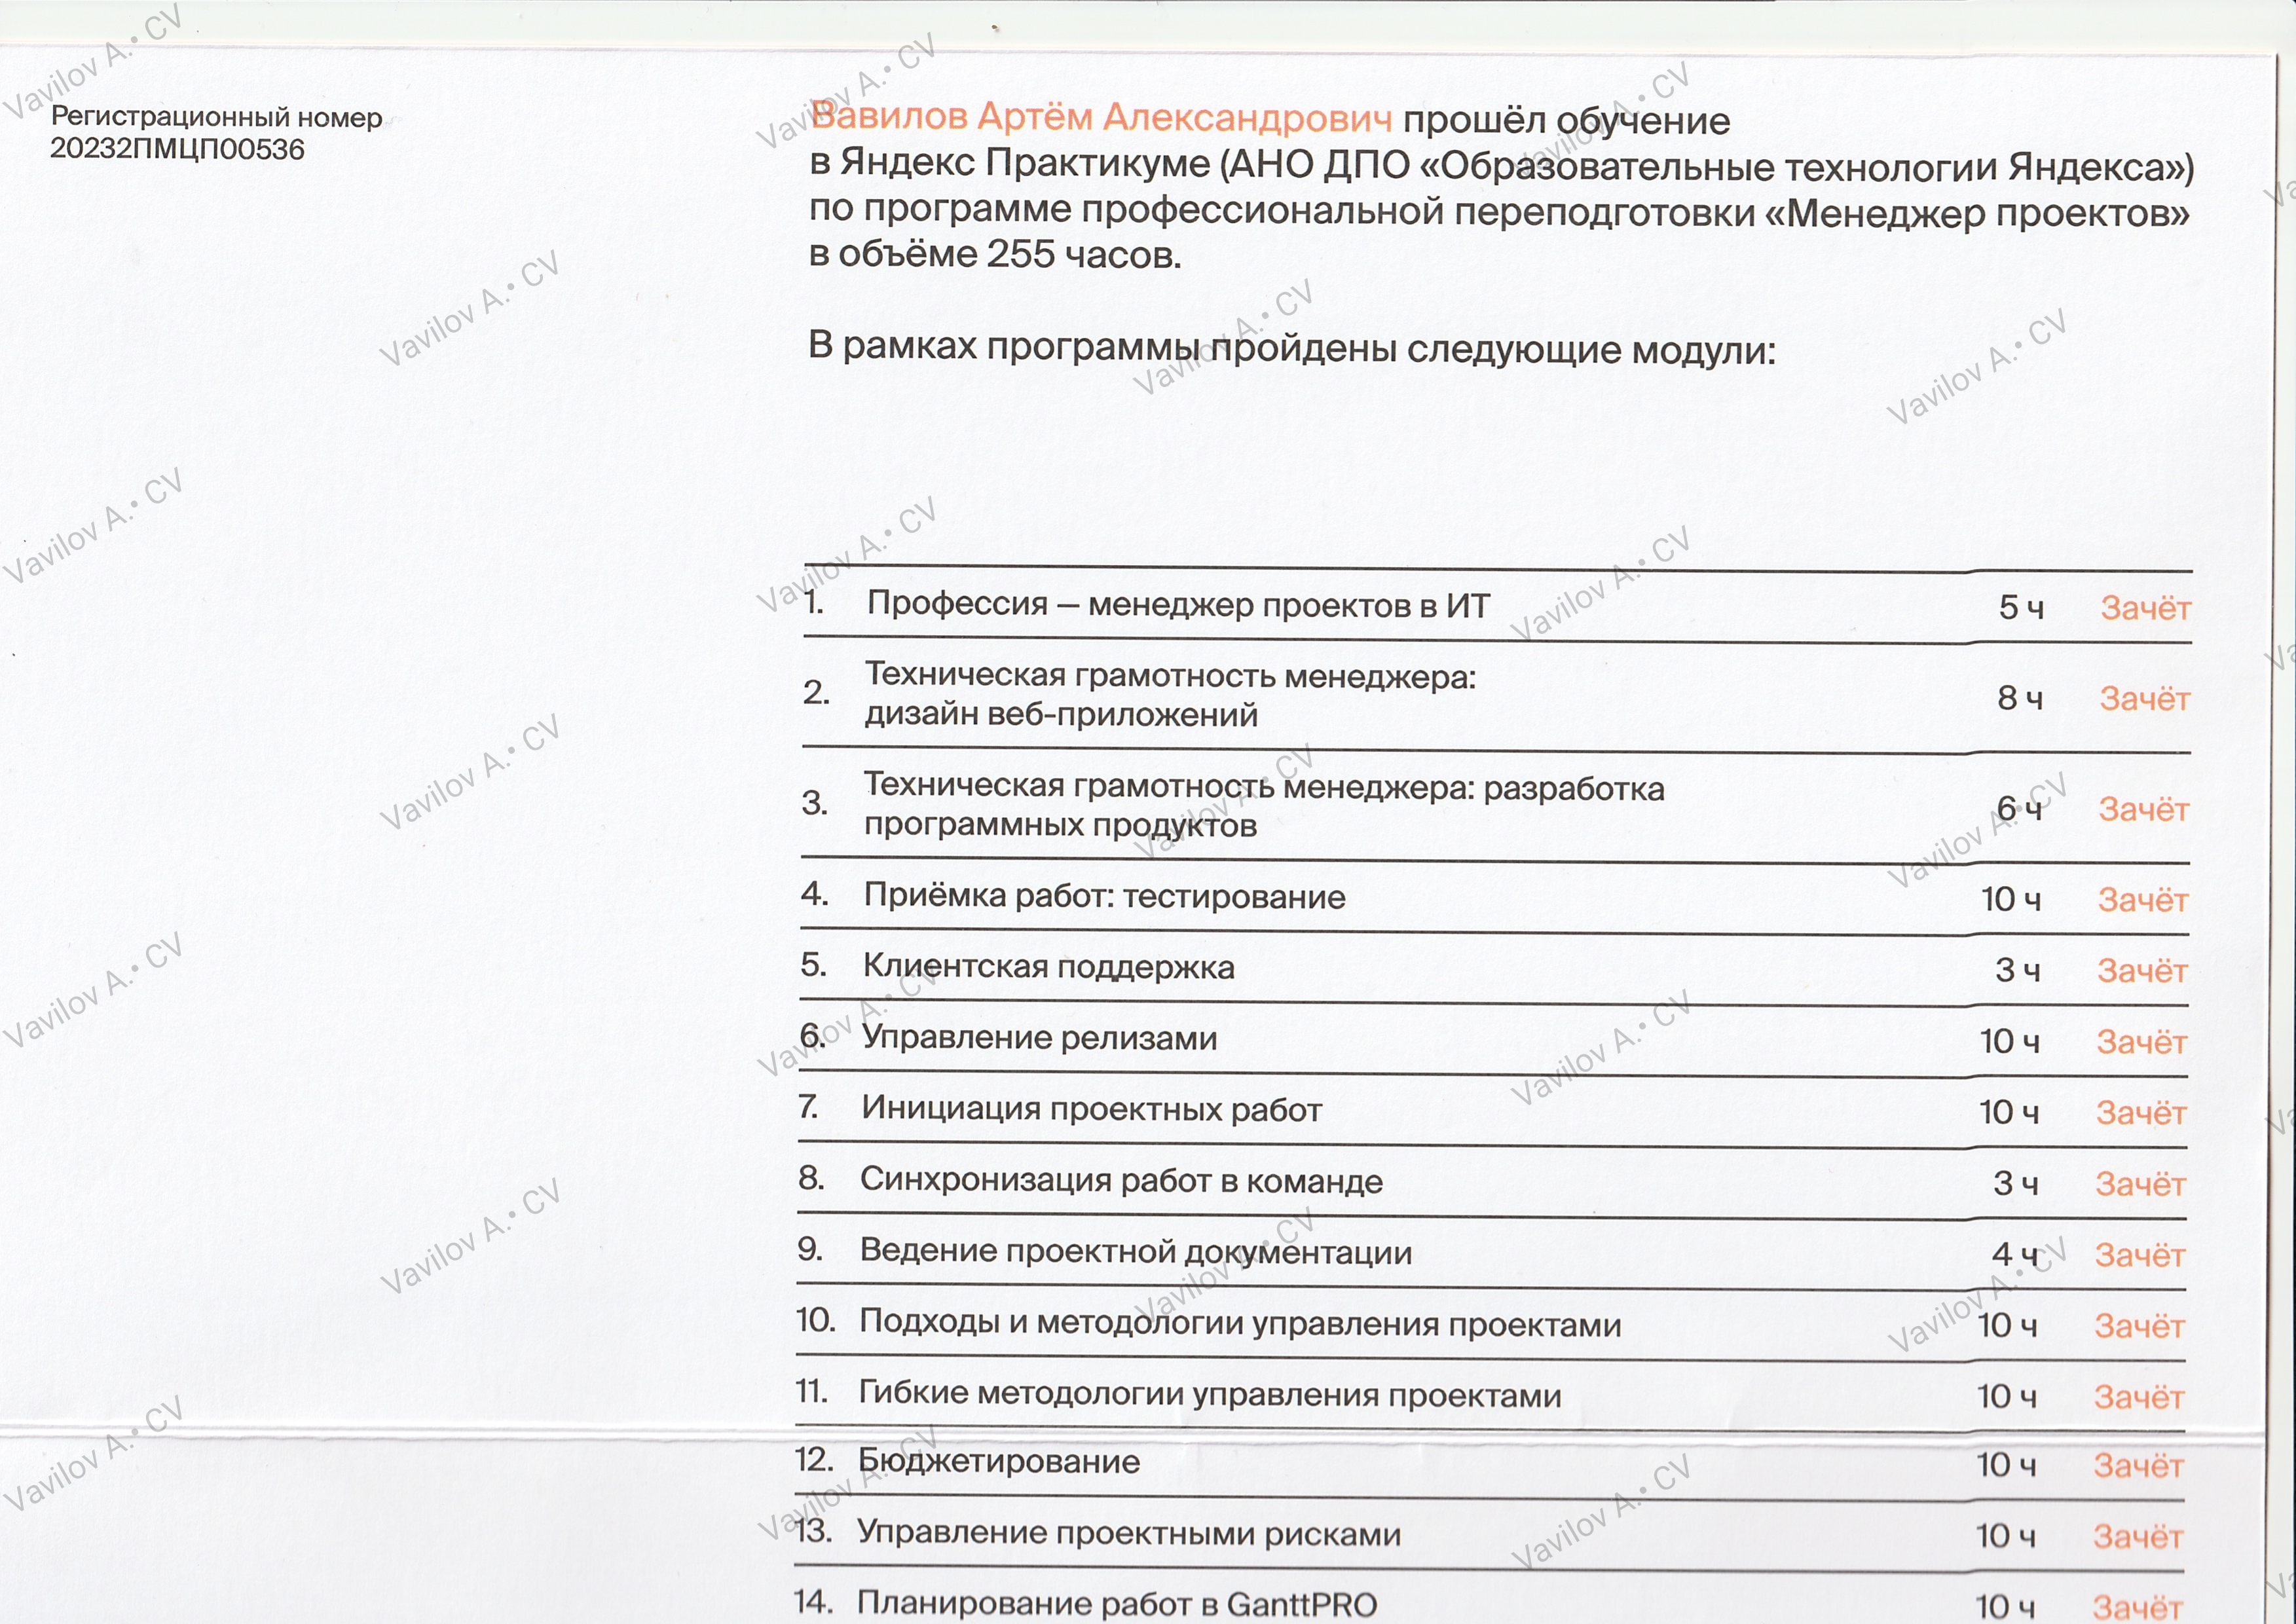 Регистрационный номер
20232ПМЦП00536
Вавилов Артём Александрович прошёл обучение
в Яндекс Практикуме (АНО ДПО «Образовательные технологии Яндекса»)
по программе профессиональной переподготовки «Менеджер проектов»
в объёме 255 часов.
В рамках программы пройдены следующие модули:
1. Профессия — менеджер проектов в ИТ 5 ч Зачёт
2. Техническая грамотность менеджера:
дизайн веб-приложений 8 ч Зачёт
3. Техническая грамотность менеджера: разработка
программных продуктов 6 ч Зачёт
4. Приёмка работ: тестирование 10 ч Зачёт
5. Клиентская поддержка 3 ч Зачёт
6. Управление релизами 10 ч Зачёт
7. Инициация проектных работ 10 ч Зачёт
8. Синхронизация работ в команде 3 ч Зачёт
9. Ведение проектной документации 4 ч Зачёт
10. Подходы и методологии управления проектами 10 ч Зачёт
11. Гибкие методологии управления проектами 10 ч Зачёт
12. Бюджетирование 10 ч Зачёт
13. Управление проектными рисками 10 ч Зачёт
14. Планирование работ в GanttPRO 10 ч Зачёт
Vavilov A. • CV